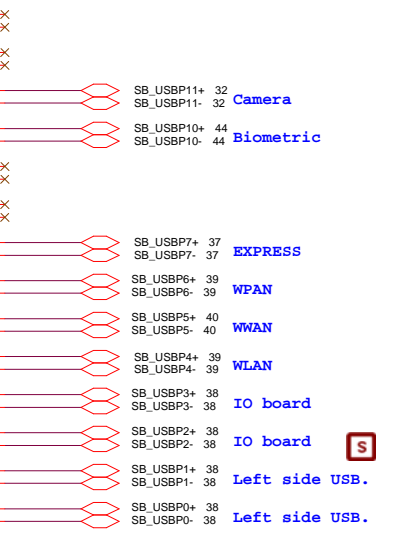 SB_USBP11+ 32
SB_USBP11- 32 Camera
SB_USBP10+ 44
SB_USBP10- 44 Biometric
SB_USBP7+ 37
SB_USBP7- 37 EXPRESS
SB_USBP6+ 39
SB_USBP6- 39 WPAN
SB_USBP5+ 40
SB_USBP5- 40 WWAN
SB_USBP4+ 39
SB_USBP4- 39 WLAN
SB_USBP3+ 38
SB_USBP3- 38 IO board
SB_USBP2+ 38
SB_USBP2- 38 IO board S
SB_USBP1+ 38
SB_USBP1- 38 Left side USB.
SB_USBP0+ 38
SB_USBP0- 38 Left side USB.